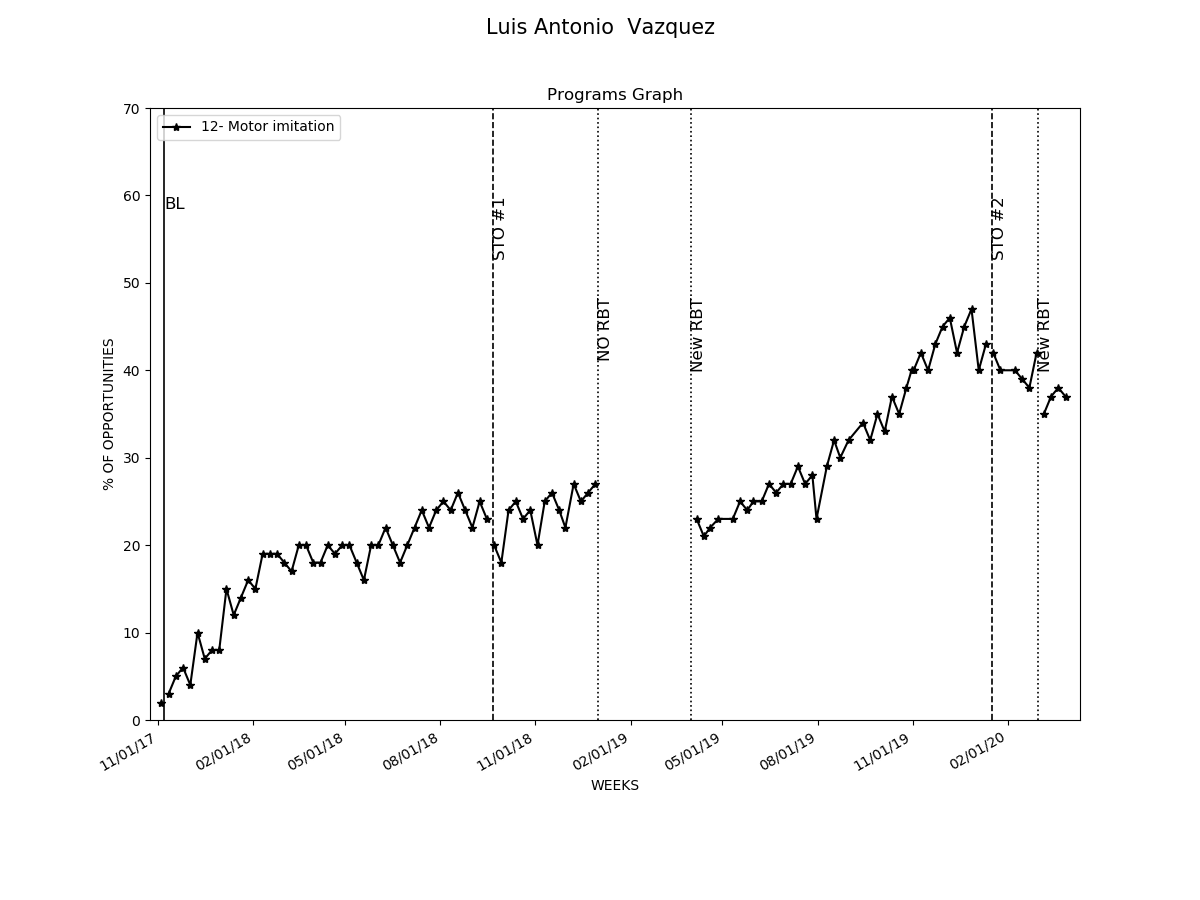 Luis Antonio  Vazquez
Programs Graph
12- Motor imitation
BL
STO #1
NO RBT
New RBT
STO #2
New RBT
% OF OPPORTUNITIES
70
60
50
40
30
20
10
0
11/01/17
02/01/18
05/01/18
08/01/18
11/01/18
02/01/19
05/01/19
08/01/19
11/01/19
02/01/20
WEEKS